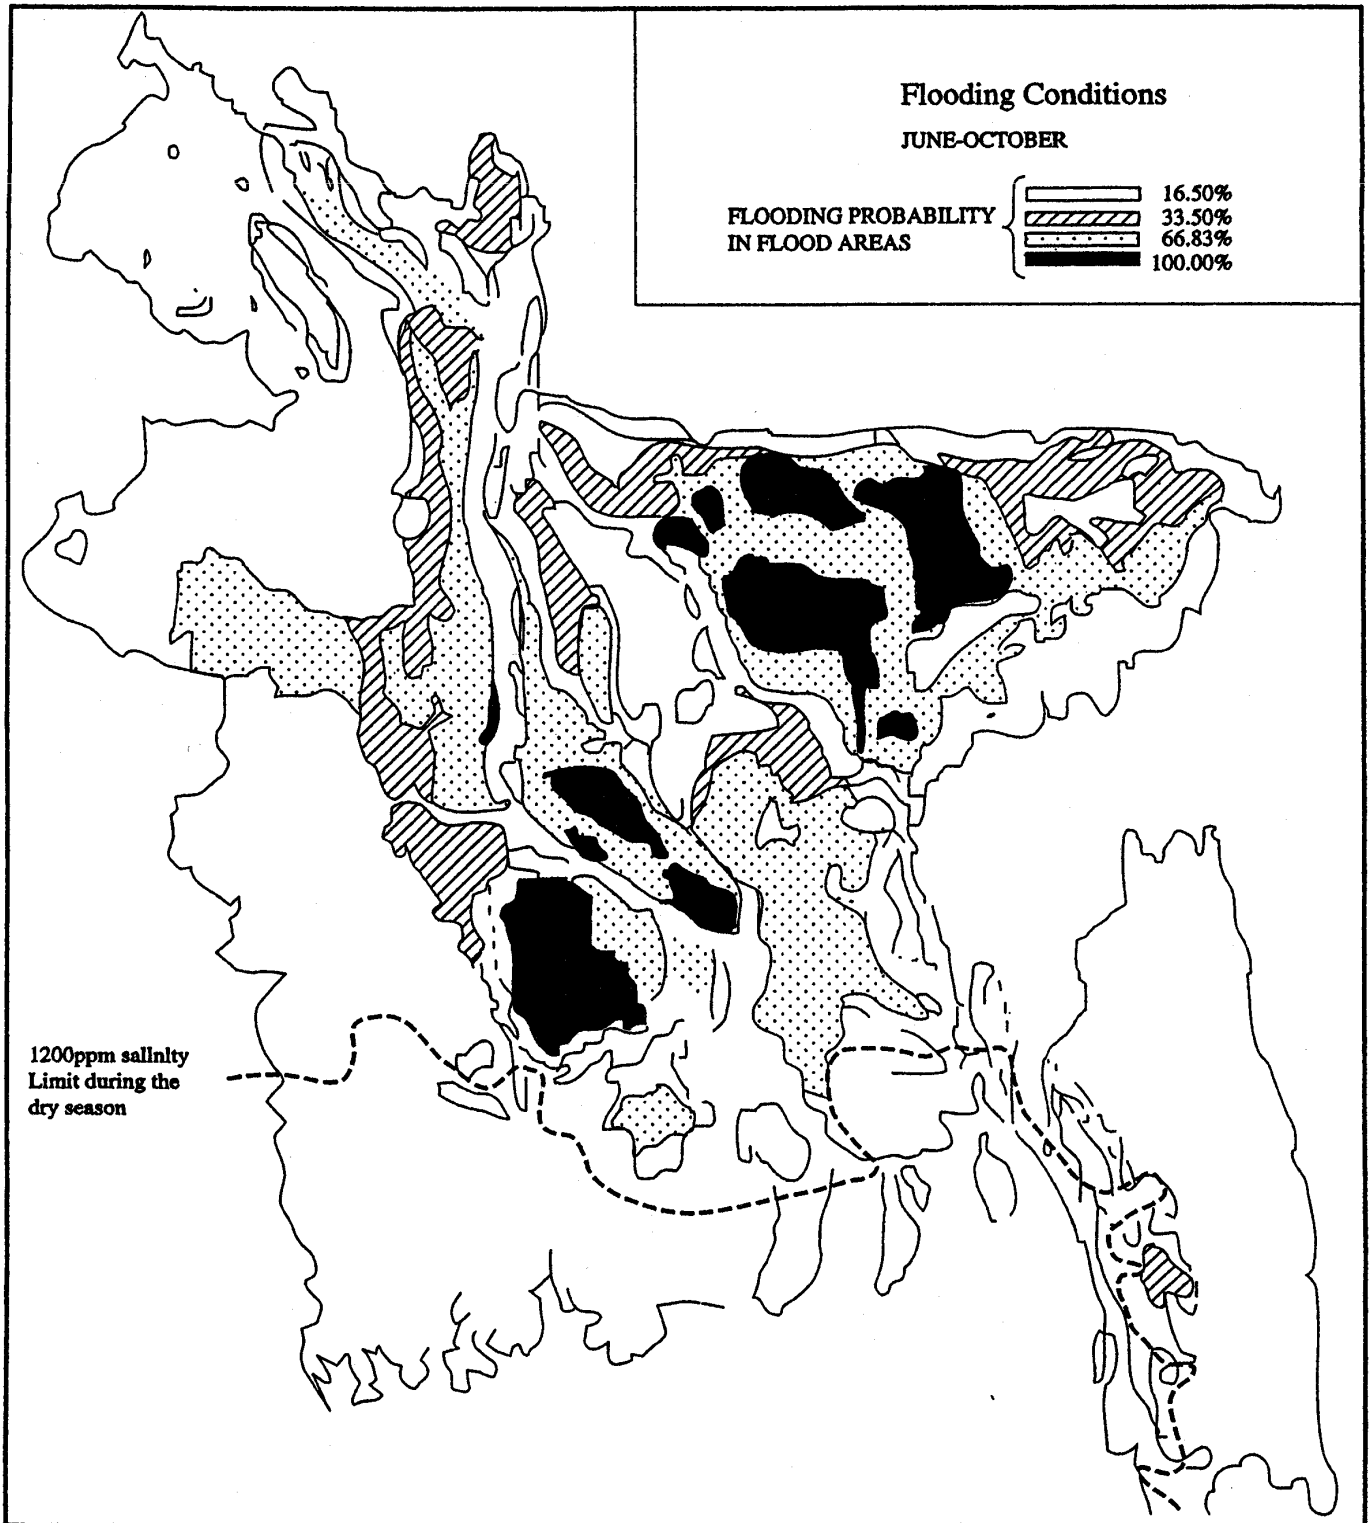 Flooding Conditions
JUNE-OCTOBER
FLOODING PROBABILITY
IN FLOOD AREAS
16.50%
33.50%
66.83%
100.00%
1200ppm salinity
Limit during the
dry season